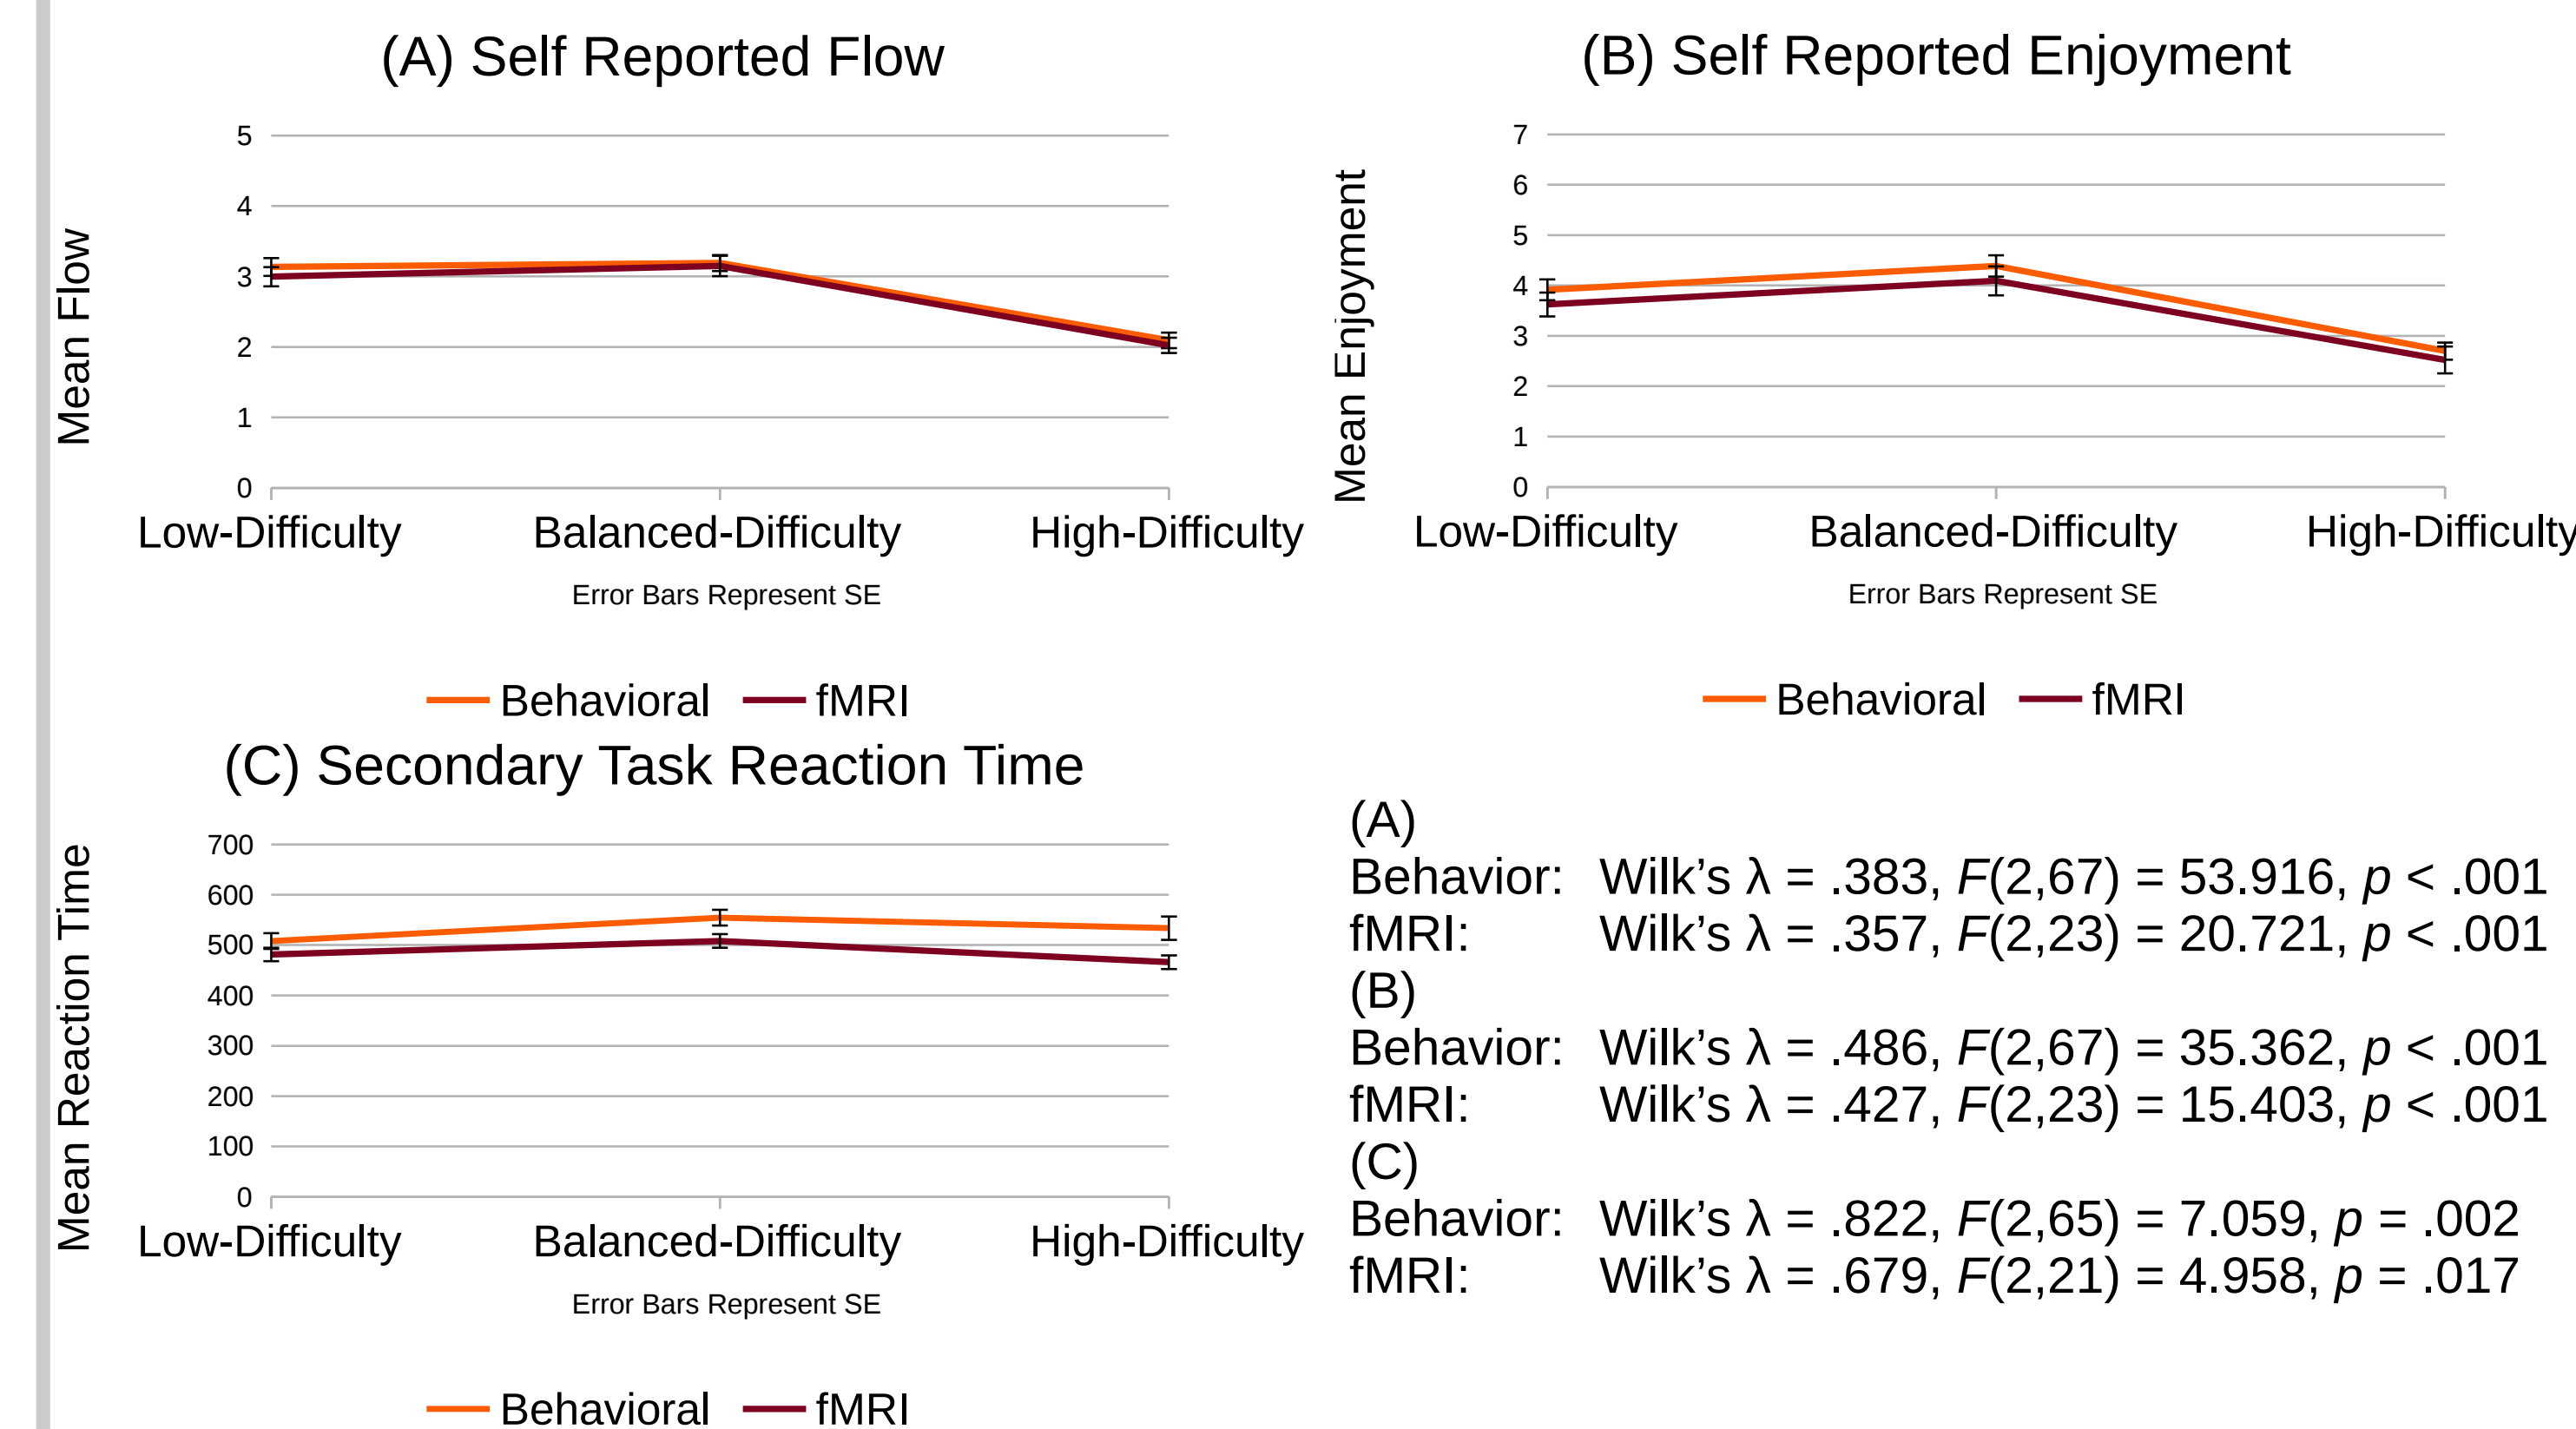 (A) Self Reported Flow
5
4
3
2
1
0
Mean Flow
Low-Difficulty Balanced-Difficulty High-Difficulty
Error Bars Represent SE
Behavioral fMRI
(B) Self Reported Enjoyment
7
6
5
4
3
2
1
0
Mean Enjoyment
Low-Difficulty Balanced-Difficulty High-Difficulty
Error Bars Represent SE
Behavioral fMRI
(C) Secondary Task Reaction Time
700
600
500
400
300
200
100
0
Mean Reaction Time
Low-Difficulty Balanced-Difficulty High-Difficulty
Error Bars Represent SE
Behavioral fMRI
(A)
Behavior: Wilk’s λ = .383, F(2,67) = 53.916, p < .001
fMRI: Wilk’s λ = .357, F(2,23) = 20.721, p < .001
(B)
Behavior: Wilk’s λ = .486, F(2,67) = 35.362, p < .001
fMRI: Wilk’s λ = .427, F(2,23) = 15.403, p < .001
(C)
Behavior: Wilk’s λ = .822, F(2,65) = 7.059, p = .002
fMRI: Wilk’s λ = .679, F(2,21) = 4.958, p = .017